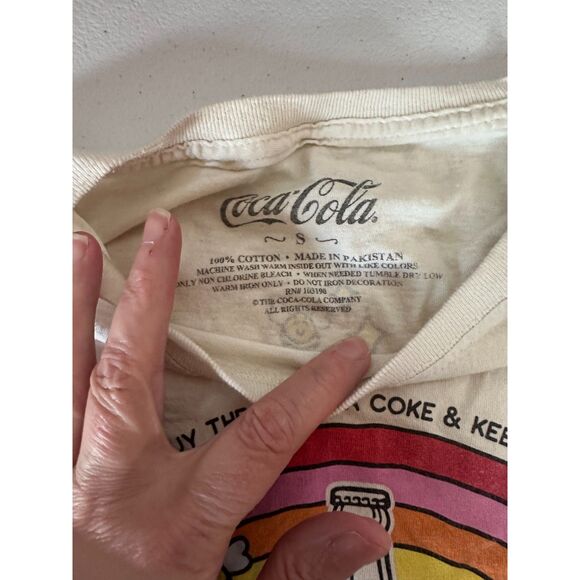 Coca-Cola
~ S ~
100% COTTON • MADE IN PAKISTAN
MACHINE WASH WARM INSIDE OUT WITH LIKE COLORS
ONLY NON CHLORINE BLEACH • WHEN NEEDED TUMBLE DRY LOW
WARM IRON ONLY • DO NOT IRON DECORATION
RN# 103198
© THE COCA-COLA COMPANY
ALL RIGHTS RESERVED
UY THE A COKE & KEE